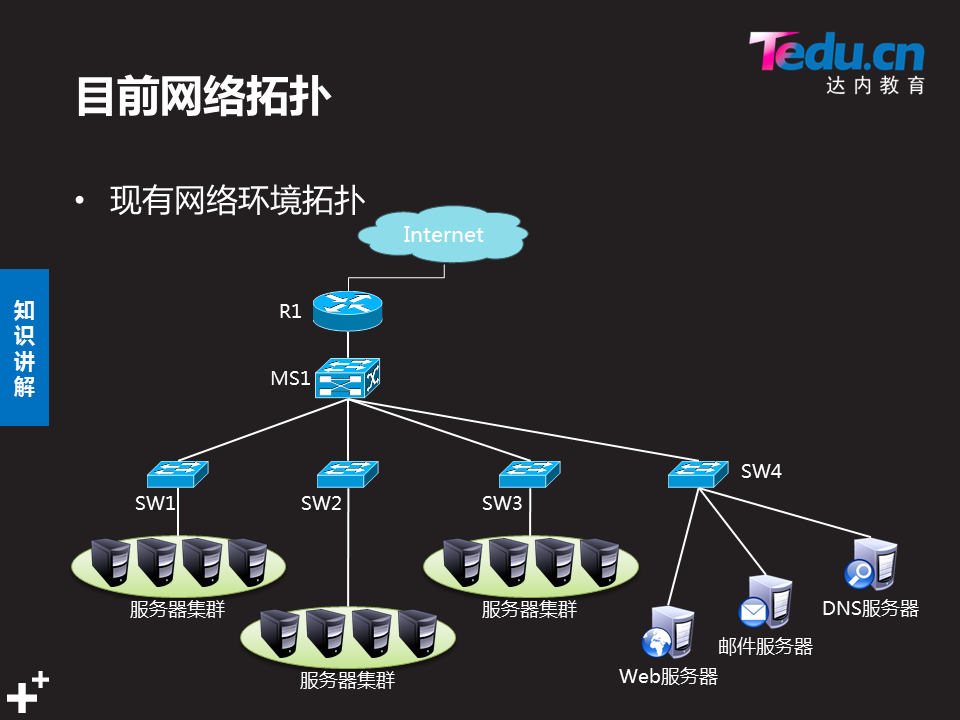 Tedu.cn
达内教育
目前网络拓扑
• 现有网络环境拓扑
Internet
知识讲解
R1
MS1
SW1
SW2
SW3
SW4
服务器集群
服务器集群
服务器集群
Web服务器
邮件服务器
DNS服务器